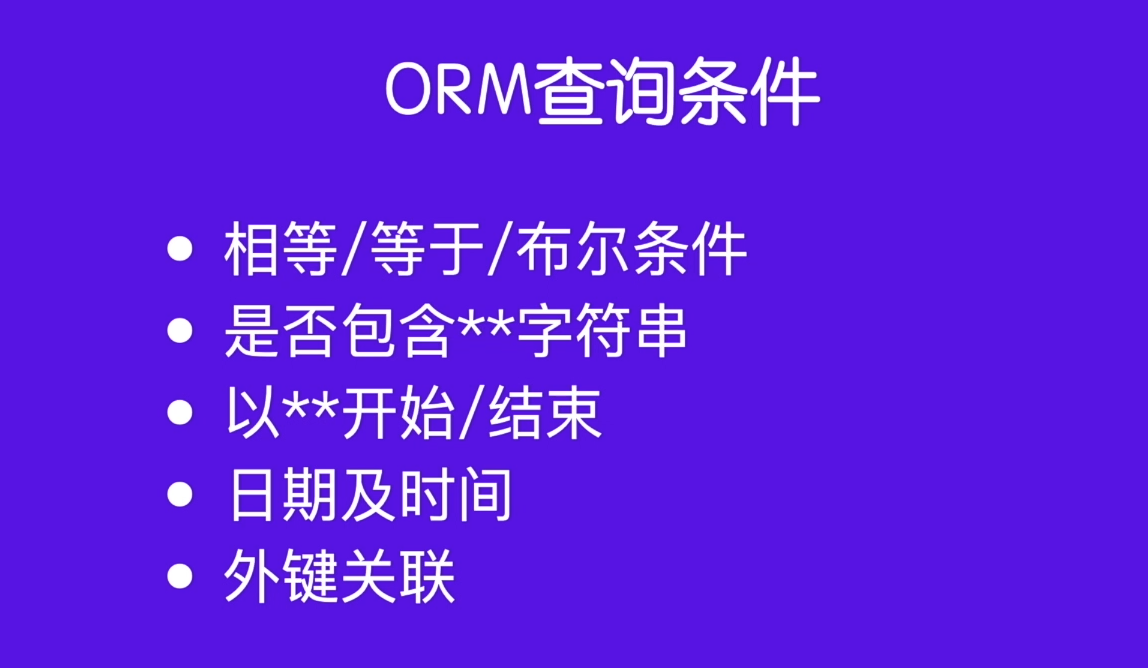 ORM查询条件
● 相等/等于/布尔条件
● 是否包含**字符串
● 以**开始/结束
● 日期及时间
● 外键关联